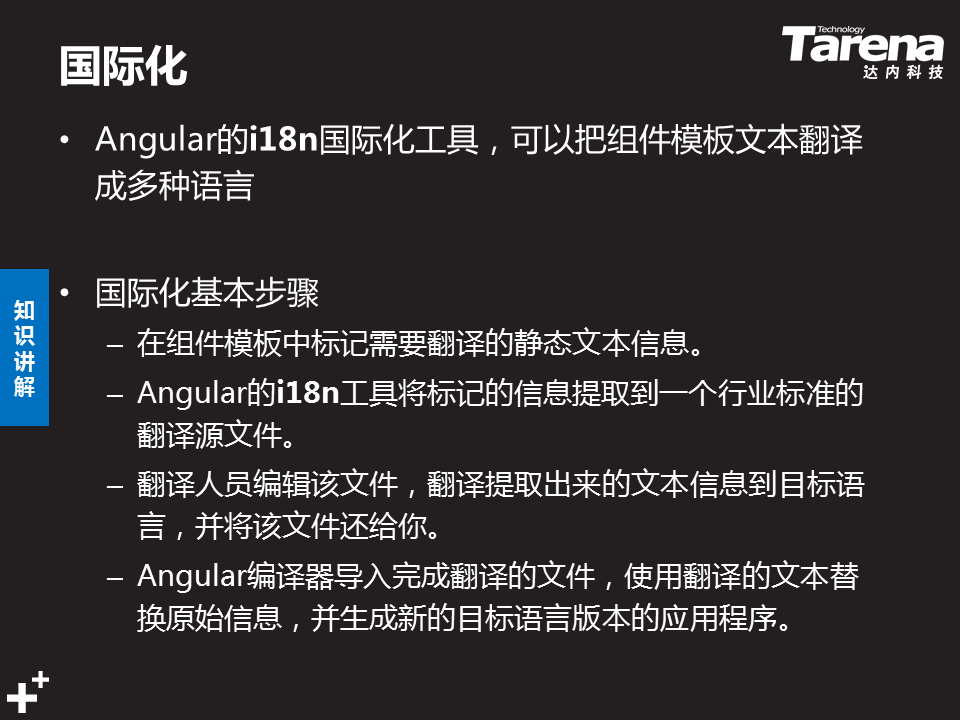 国际化
Technology
Tarena
达内科技
• Angular的i18n国际化工具，可以把组件模板文本翻译
成多种语言
• 国际化基本步骤
知
识
讲
解
– 在组件模板中标记需要翻译的静态文本信息。
– Angular的i18n工具将标记的信息提取到一个行业标准的
翻译源文件。
– 翻译人员编辑该文件，翻译提取出来的文本信息到目标语
言，并将该文件还给你。
– Angular编译器导入完成翻译的文件，使用翻译的文本替
换原始信息，并生成新的目标语言版本的应用程序。